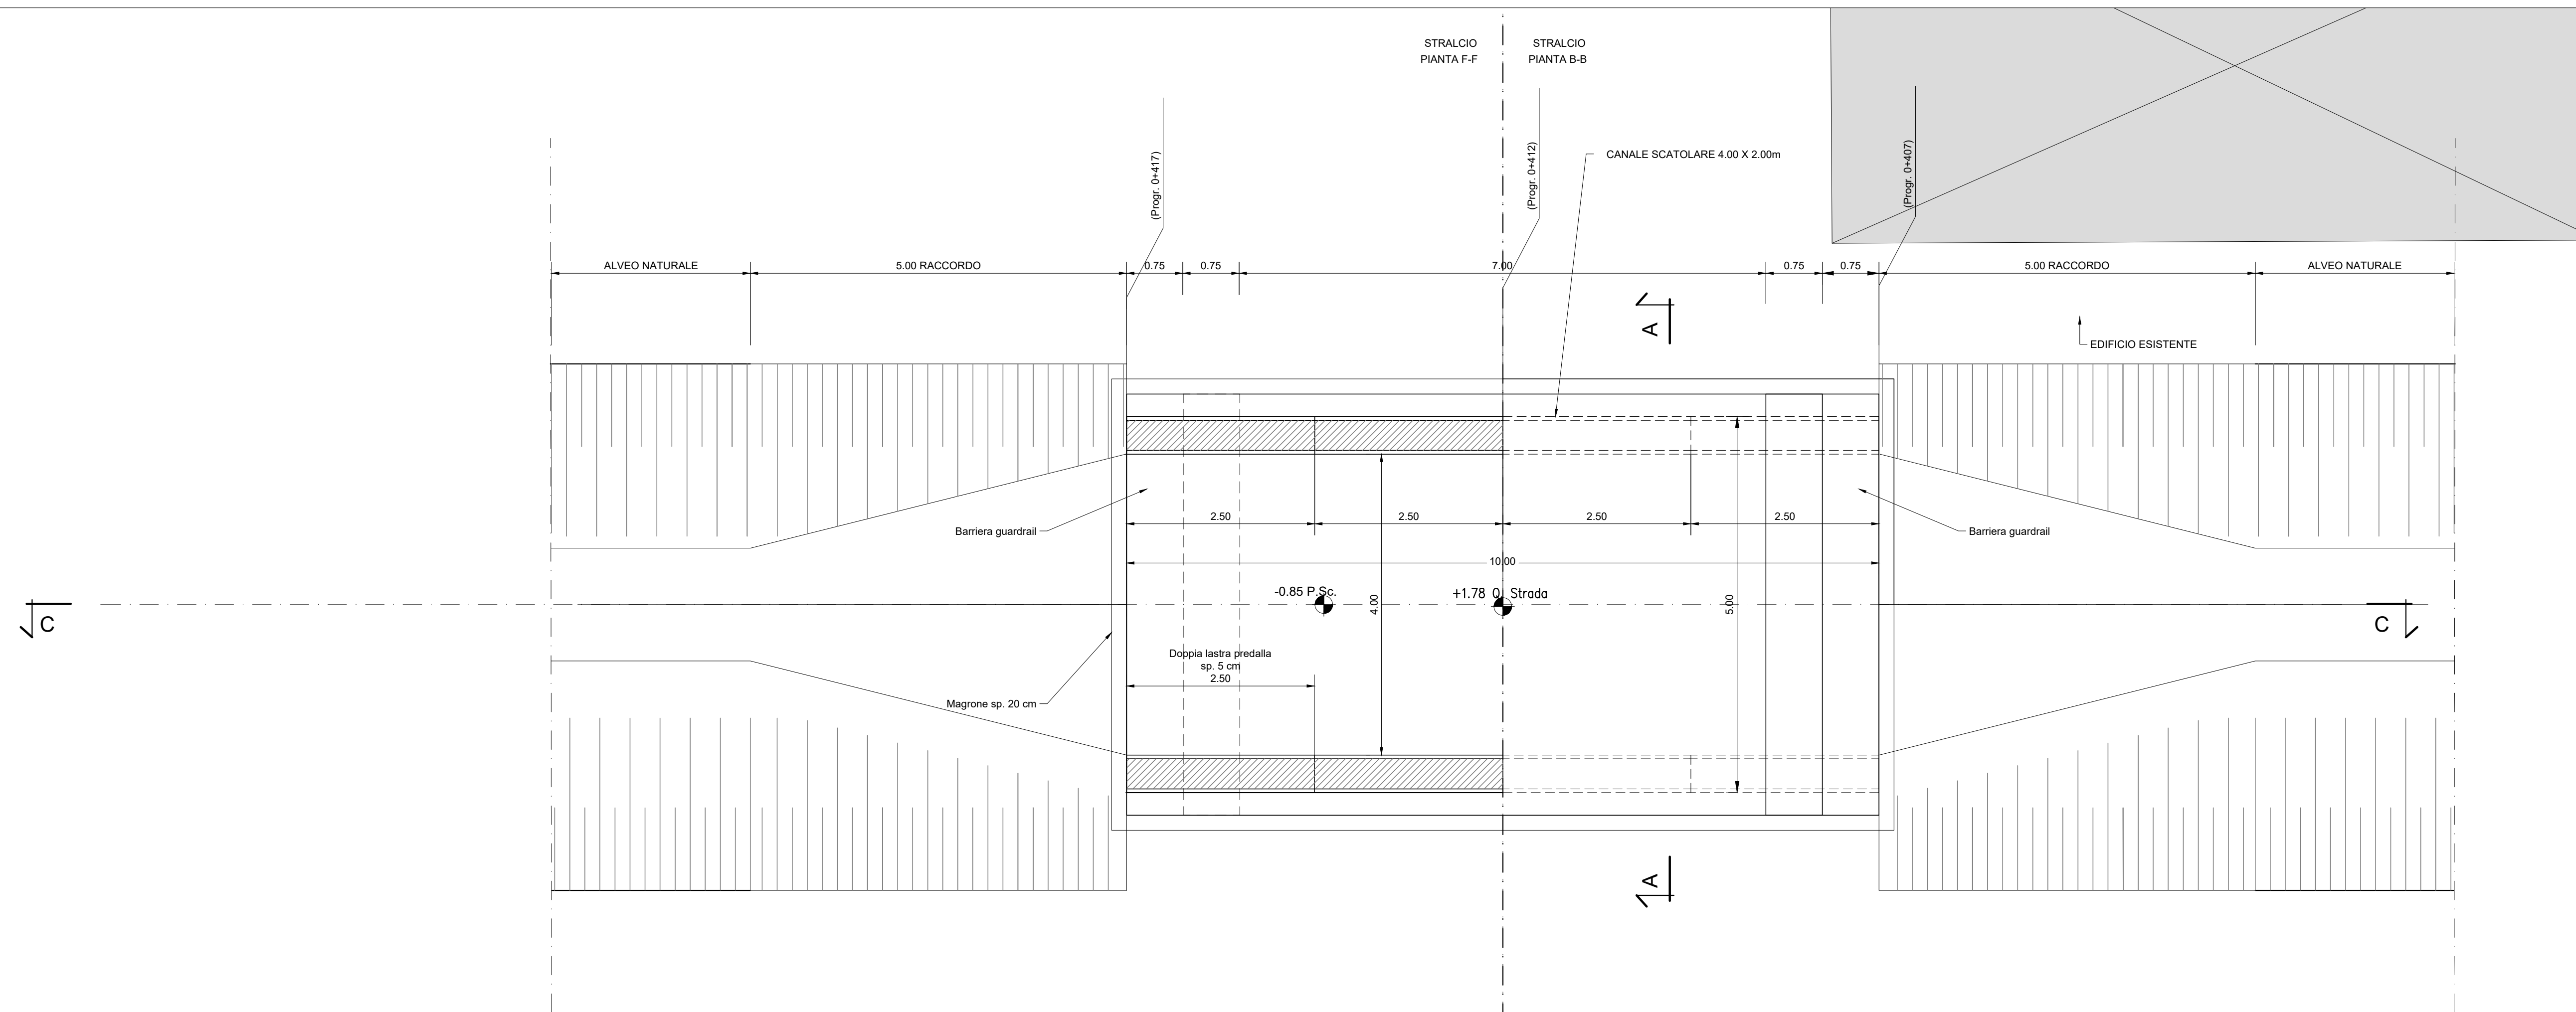 STRALCIO
PIANTA F-F
STRALCIO
PIANTA B-B
(Progr. 0+417)
(Progr. 0+412)
(Progr. 0+407)
CANALE SCATOLARE 4.00 X 2.00m
ALVEO NATURALE
5.00 RACCORDO
0.75
0.75
7.00
0.75
0.75
5.00 RACCORDO
ALVEO NATURALE
A
EDIFICIO ESISTENTE
Barriera guardrail
2.50
2.50
2.50
2.50
Barriera guardrail
10.00
-0.85 P.Sc.
+1.78 Q. Strada
4.00
5.00
C
C
Doppia lastra predalla
sp. 5 cm
2.50
Magrone sp. 20 cm
A